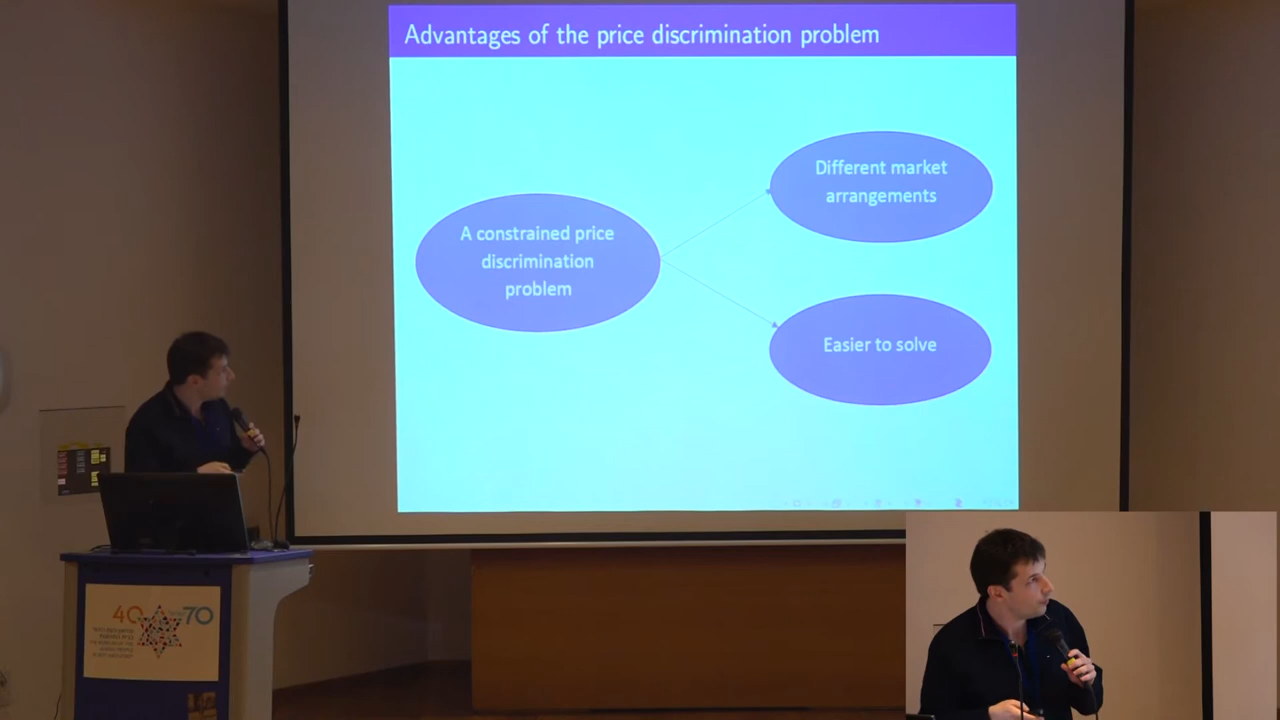 Advantages of the price discrimination problem
Different market
arrangements
A constrained price
discrimination
problem
Easier to solve
40
70